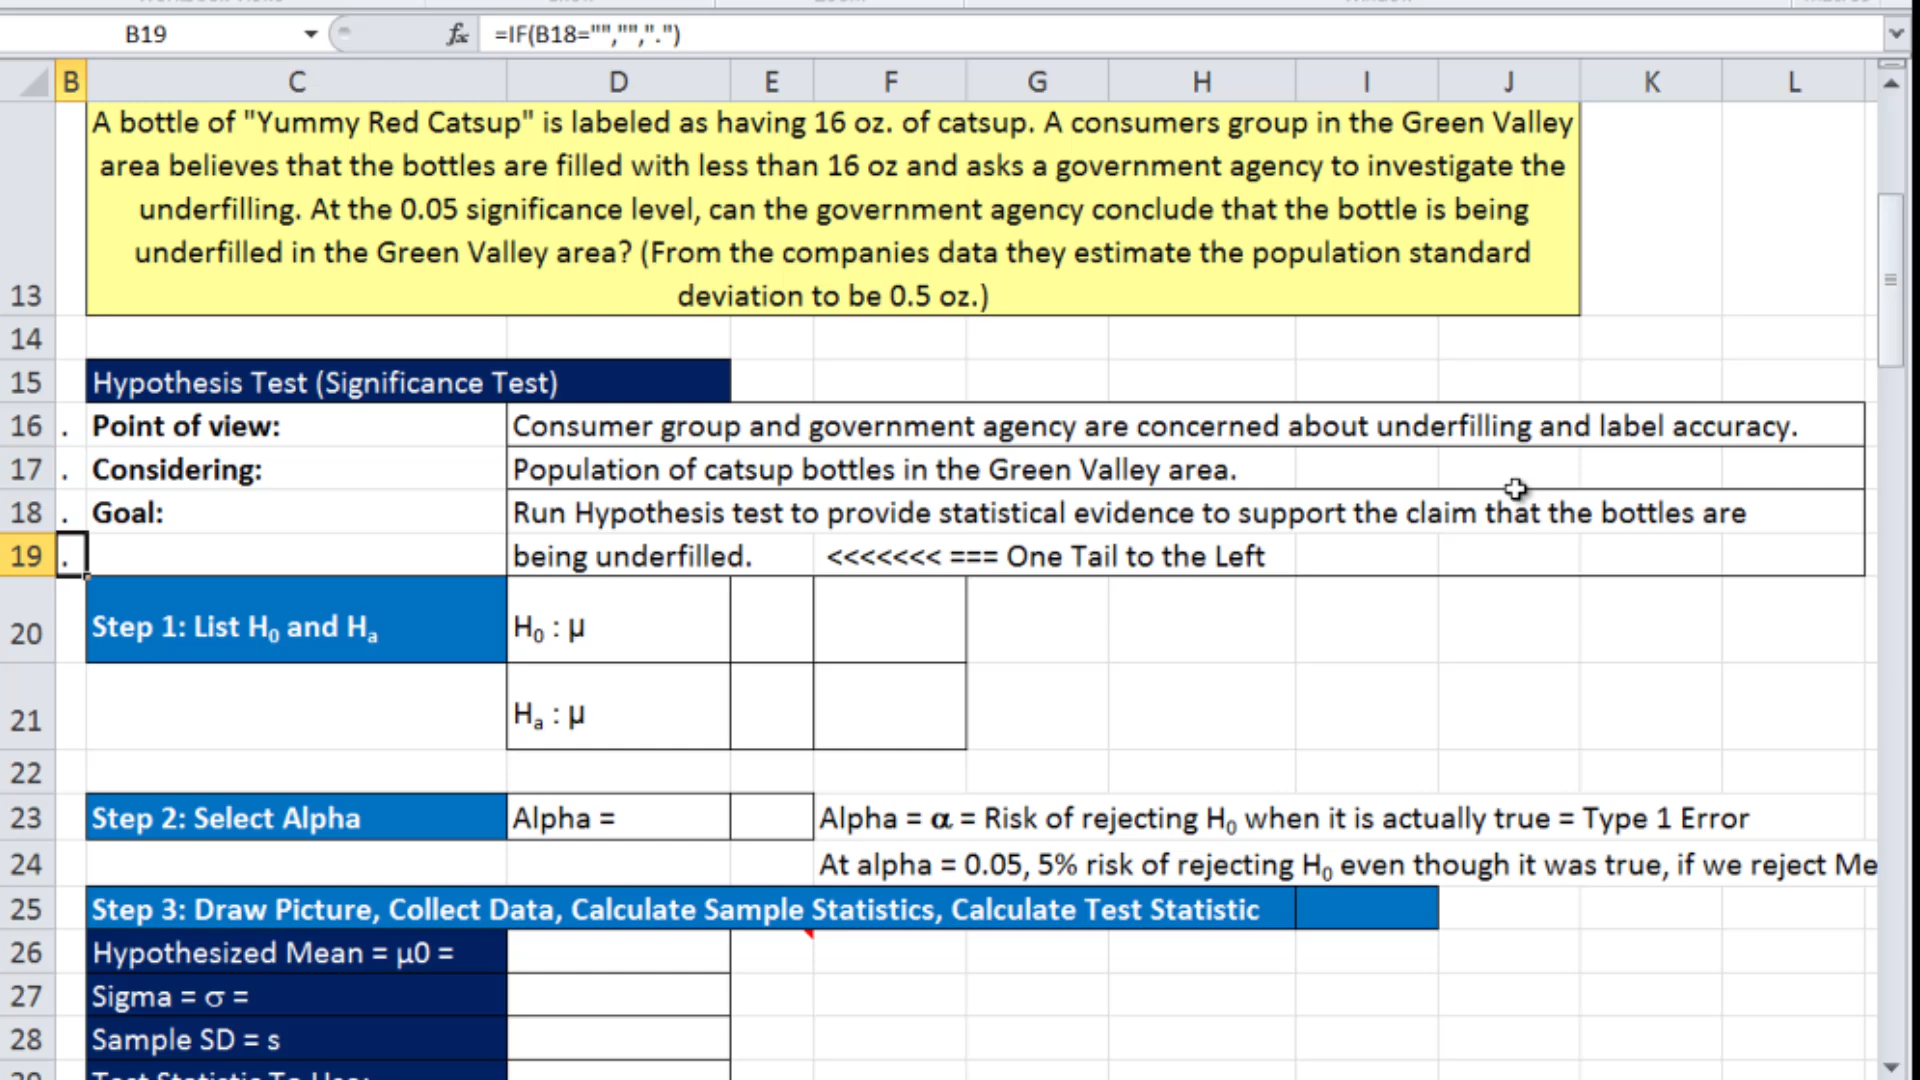 B19 fx =IF(B18="","",".")
B C D E F G H I J K L
A bottle of "Yummy Red Catsup" is labeled as having 16 oz. of catsup. A consumers group in the Green Valley
area believes that the bottles are filled with less than 16 oz and asks a government agency to investigate the
underfilling. At the 0.05 significance level, can the government agency conclude that the bottle is being
underfilled in the Green Valley area? (From the companies data they estimate the population standard
13 deviation to be 0.5 oz.)
14
15 Hypothesis Test (Significance Test)
16 . Point of view: Consumer group and government agency are concerned about underfilling and label accuracy.
17 . Considering: Population of catsup bottles in the Green Valley area.
18 . Goal: Run Hypothesis test to provide statistical evidence to support the claim that the bottles are
19 . being underfilled. <<<<<<< === One Tail to the Left
20 Step 1: List H₀ and Hₐ H₀ : μ
21 Hₐ : μ
22
23 Step 2: Select Alpha Alpha = Alpha = α = Risk of rejecting H₀ when it is actually true = Type 1 Error
24 At alpha = 0.05, 5% risk of rejecting H₀ even though it was true, if we reject Me
25 Step 3: Draw Picture, Collect Data, Calculate Sample Statistics, Calculate Test Statistic
26 Hypothesized Mean = μ0 =
27 Sigma = σ =
28 Sample SD = s